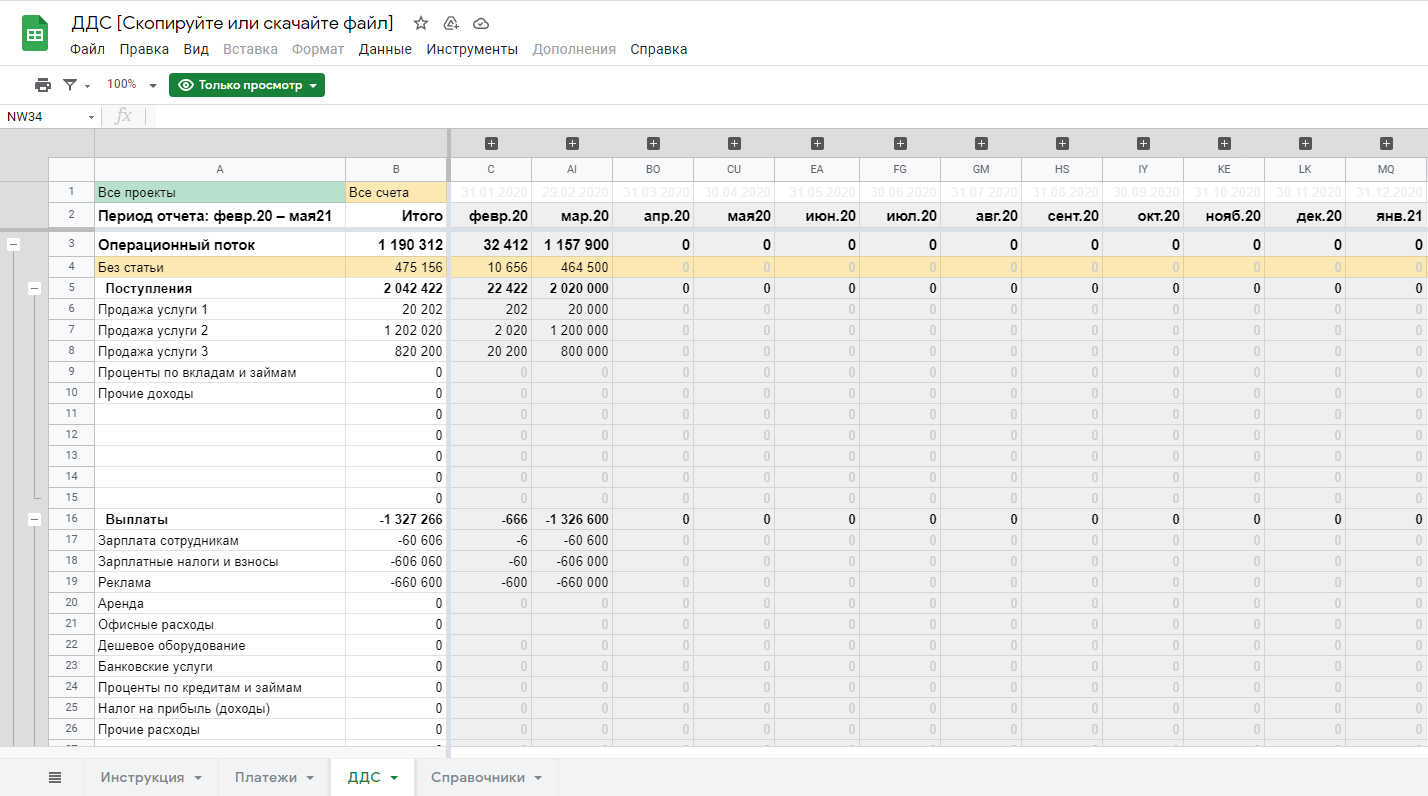 ДДС [Скопируйте или скачайте файл]
Файл Правка Вид Вставка Формат Данные Инструменты Дополнения Справка
100% Только просмотр
NW34 fx
A B C AI BO CU EA FG GM HS IY KE LK MQ
1 Все проекты Все счета 31.01.2020 29.02.2020 31.03.2020 30.04.2020 31.05.2020 30.06.2020 31.07.2020 31.08.2020 30.09.2020 31.10.2020 30.11.2020 31.12.2020
2 Период отчета: февр.20 – мая21 Итого февр.20 мар.20 апр.20 мая20 июн.20 июл.20 авг.20 сент.20 окт.20 нояб.20 дек.20 янв.21
3 Операционный поток 1 190 312 32 412 1 157 900 0 0 0 0 0 0 0 0 0 0
4 Без статьи 475 156 10 656 464 500 0 0 0 0 0 0 0 0 0 0
5 Поступления 2 042 422 22 422 2 020 000 0 0 0 0 0 0 0 0 0 0
6 Продажа услуги 1 20 202 202 20 000 0 0 0 0 0 0 0 0 0 0
7 Продажа услуги 2 1 202 020 2 020 1 200 000 0 0 0 0 0 0 0 0 0 0
8 Продажа услуги 3 820 200 20 200 800 000 0 0 0 0 0 0 0 0 0 0
9 Проценты по вкладам и займам 0 0 0 0 0 0 0 0 0 0 0 0 0
10 Прочие доходы 0 0 0 0 0 0 0 0 0 0 0 0 0
11 0 0 0 0 0 0 0 0 0 0 0 0 0
12 0 0 0 0 0 0 0 0 0 0 0 0 0
13 0 0 0 0 0 0 0 0 0 0 0 0 0
14 0 0 0 0 0 0 0 0 0 0 0 0 0
15 0 0 0 0 0 0 0 0 0 0 0 0 0
16 Выплаты -1 327 266 -666 -1 326 600 0 0 0 0 0 0 0 0 0 0
17 Зарплата сотрудникам -60 606 -6 -60 600 0 0 0 0 0 0 0 0 0 0
18 Зарплатные налоги и взносы -606 060 -60 -606 000 0 0 0 0 0 0 0 0 0 0
19 Реклама -660 600 -600 -660 000 0 0 0 0 0 0 0 0 0 0
20 Аренда 0 0 0 0 0 0 0 0 0 0 0 0 0
21 Офисные расходы 0 0 0 0 0 0 0 0 0 0 0 0
22 Дешевое оборудование 0 0 0 0 0 0 0 0 0 0 0 0 0
23 Банковские услуги 0 0 0 0 0 0 0 0 0 0 0 0 0
24 Проценты по кредитам и займам 0 0 0 0 0 0 0 0 0 0 0 0 0
25 Налог на прибыль (доходы) 0 0 0 0 0 0 0 0 0 0 0 0 0
26 Прочие расходы 0 0 0 0 0 0 0 0 0 0 0 0 0
Инструкция Платежи ДДС Справочники